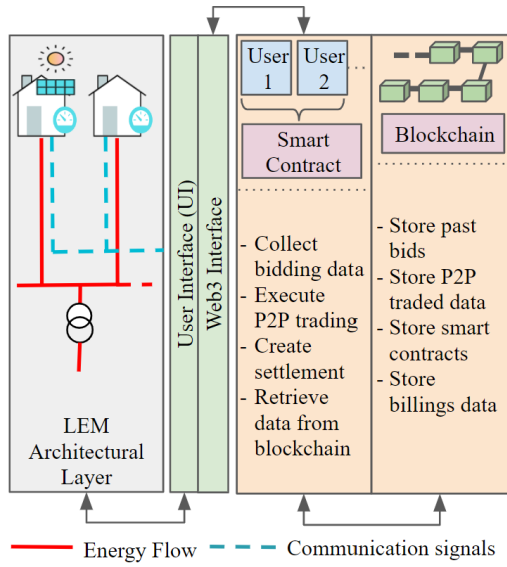 LEM
Architectural
Layer
User Interface (UI)
Web3 Interface
User
1
User
2
Smart
Contract
- Collect
bidding data
- Execute
P2P trading
- Create
settlement
- Retrieve
data from
blockchain
Blockchain
- Store past
bids
- Store P2P
traded data
- Store smart
contracts
- Store
billings data
Energy Flow
Communication signals